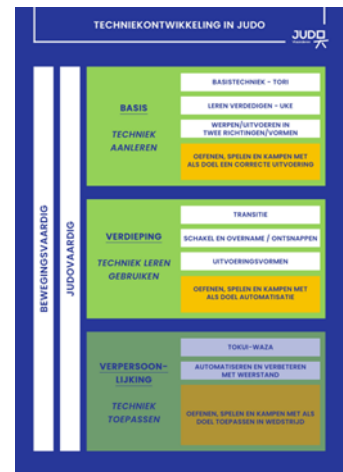 TECHNIEKONTWIKKELING IN JUDO
JUDO
BEWEGINGSVAARDIG
JUDOVAARDIG
BASIS
TECHNIEK
AANLEREN
BASISTECHNIEK - TORI
LEREN VERDEDIGEN - UKE
WERPEN/UITVOEREN IN
TWEE RICHTINGEN/VORMEN
OEFENEN, SPELEN EN KAMPEN MET
ALS DOEL EEN CORRECTE UITVOERING
VERDIEPING
TECHNIEK LEREN
GEBRUIKEN
TRANSITIE
SCHAKEL EN OVERNAME / ONTSNAPPEN
UITVOERINGSVORMEN
OEFENEN, SPELEN EN KAMPEN MET
ALS DOEL AUTOMATISATIE
VERPERSOON-
LIJKING
TECHNIEK
TOEPASSEN
TOKUI-WAZA
AUTOMATISEREN EN VERBETEREN
MET WEERSTAND
OEFENEN, SPELEN EN KAMPEN MET ALS
DOEL TOEPASSEN IN WEDSTRIJD